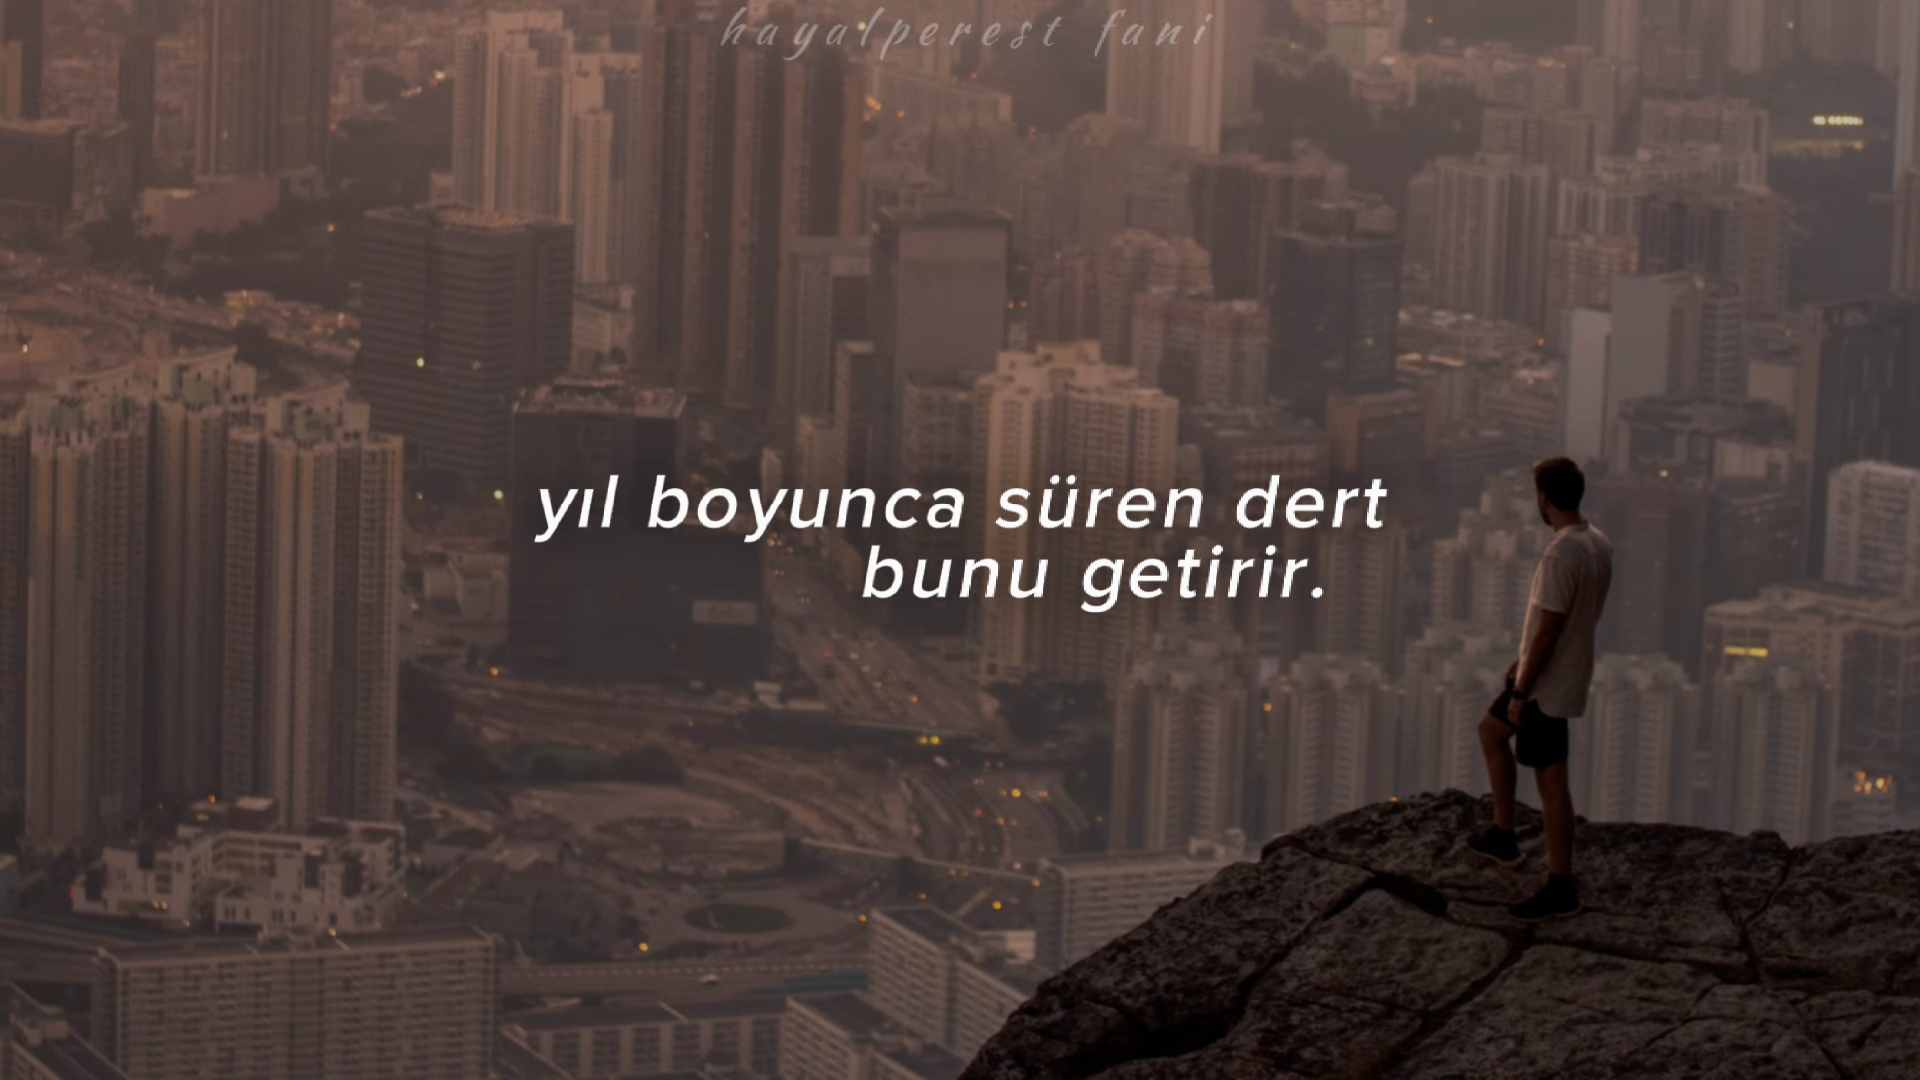 hayalperest fani
yıl boyunca süren dert
bunu getirir.